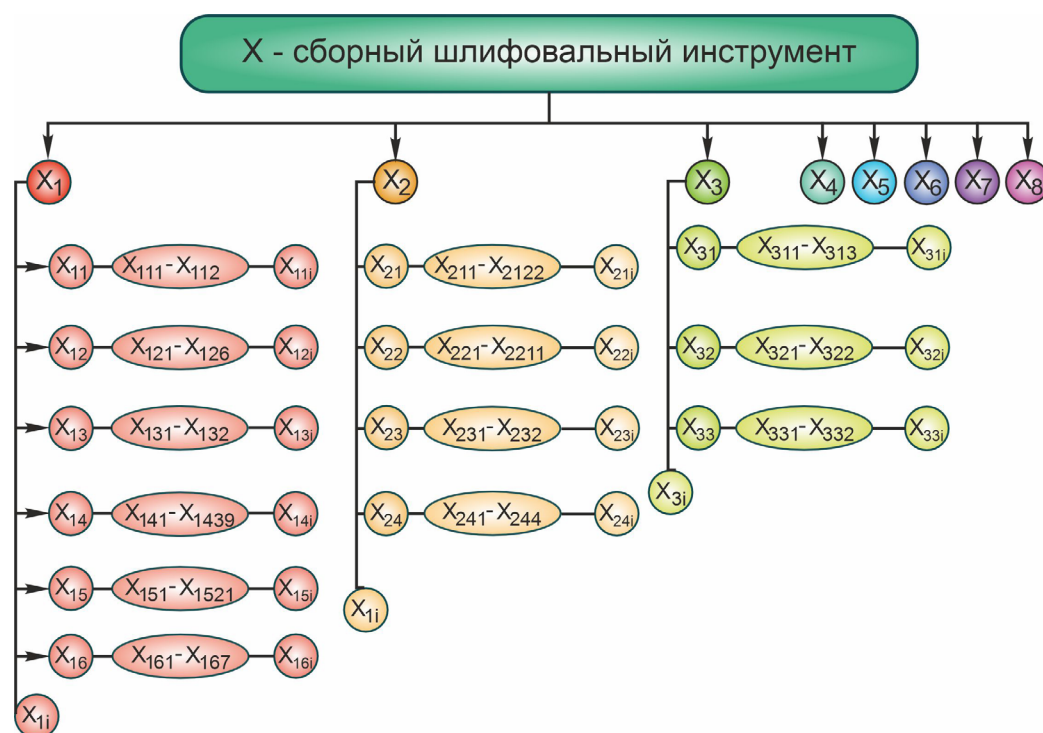 X - сборный шлифовальный инструмент
X₁ X₂ X₃ X₄ X₅ X₆ X₇ X₈
X₁₁ X₁₁₁-X₁₁₂ X₁₁ᵢ
X₁₂ X₁₂₁-X₁₂₆ X₁₂ᵢ
X₁₃ X₁₃₁-X₁₃₂ X₁₃ᵢ
X₁₄ X₁₄₁-X₁₄₃₉ X₁₄ᵢ
X₁₅ X₁₅₁-X₁₅₂₁ X₁₅ᵢ
X₁₆ X₁₆₁-X₁₆₇ X₁₆ᵢ
X₁ᵢ
X₂₁ X₂₁₁-X₂₁₂₂ X₂₁ᵢ
X₂₂ X₂₂₁-X₂₂₁₁ X₂₂ᵢ
X₂₃ X₂₃₁-X₂₃₂ X₂₃ᵢ
X₂₄ X₂₄₁-X₂₄₄ X₂₄ᵢ
X₁ᵢ
X₃₁ X₃₁₁-X₃₁₃ X₃₁ᵢ
X₃₂ X₃₂₁-X₃₂₂ X₃₂ᵢ
X₃₃ X₃₃₁-X₃₃₂ X₃₃ᵢ
X₃ᵢ